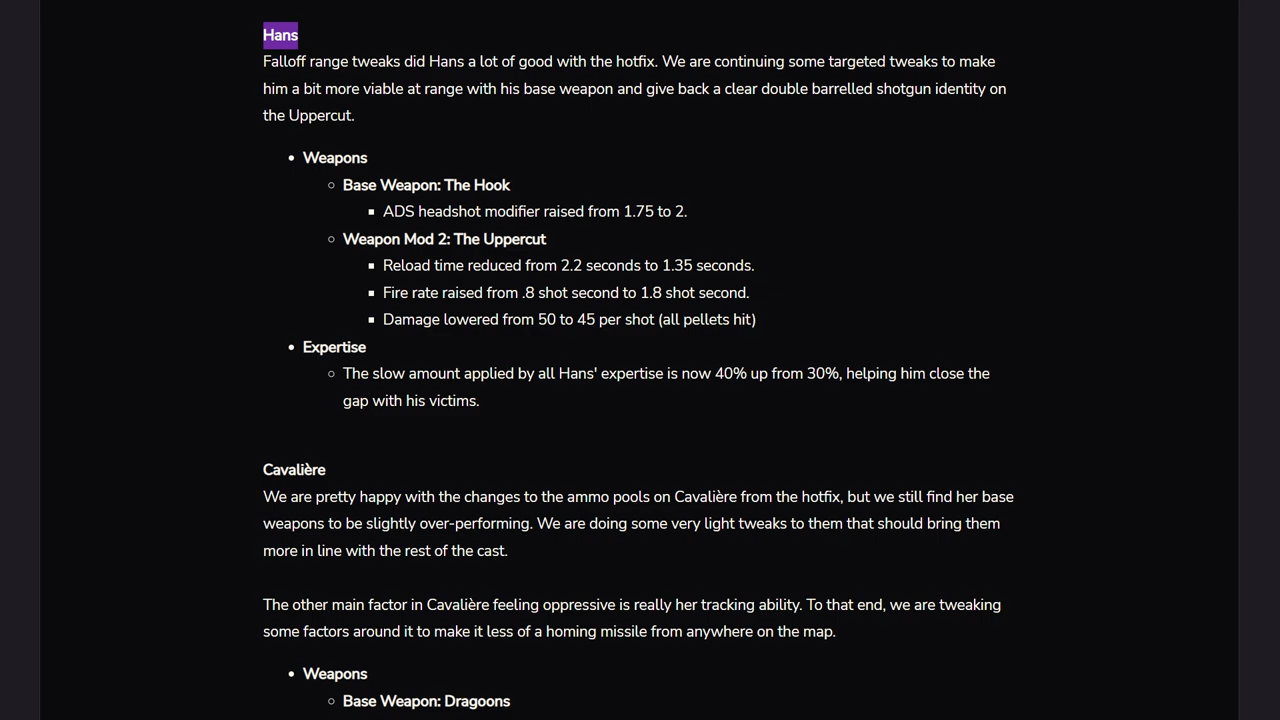 Hans
Falloff range tweaks did Hans a lot of good with the hotfix. We are continuing some targeted tweaks to make
him a bit more viable at range with his base weapon and give back a clear double barrelled shotgun identity on
the Uppercut.
Weapons
Base Weapon: The Hook
ADS headshot modifier raised from 1.75 to 2.
Weapon Mod 2: The Uppercut
Reload time reduced from 2.2 seconds to 1.35 seconds.
Fire rate raised from .8 shot second to 1.8 shot second.
Damage lowered from 50 to 45 per shot (all pellets hit)
Expertise
The slow amount applied by all Hans' expertise is now 40% up from 30%, helping him close the
gap with his victims.
Cavalière
We are pretty happy with the changes to the ammo pools on Cavalière from the hotfix, but we still find her base
weapons to be slightly over-performing. We are doing some very light tweaks to them that should bring them
more in line with the rest of the cast.
The other main factor in Cavalière feeling oppressive is really her tracking ability. To that end, we are tweaking
some factors around it to make it less of a homing missile from anywhere on the map.
Weapons
Base Weapon: Dragoons